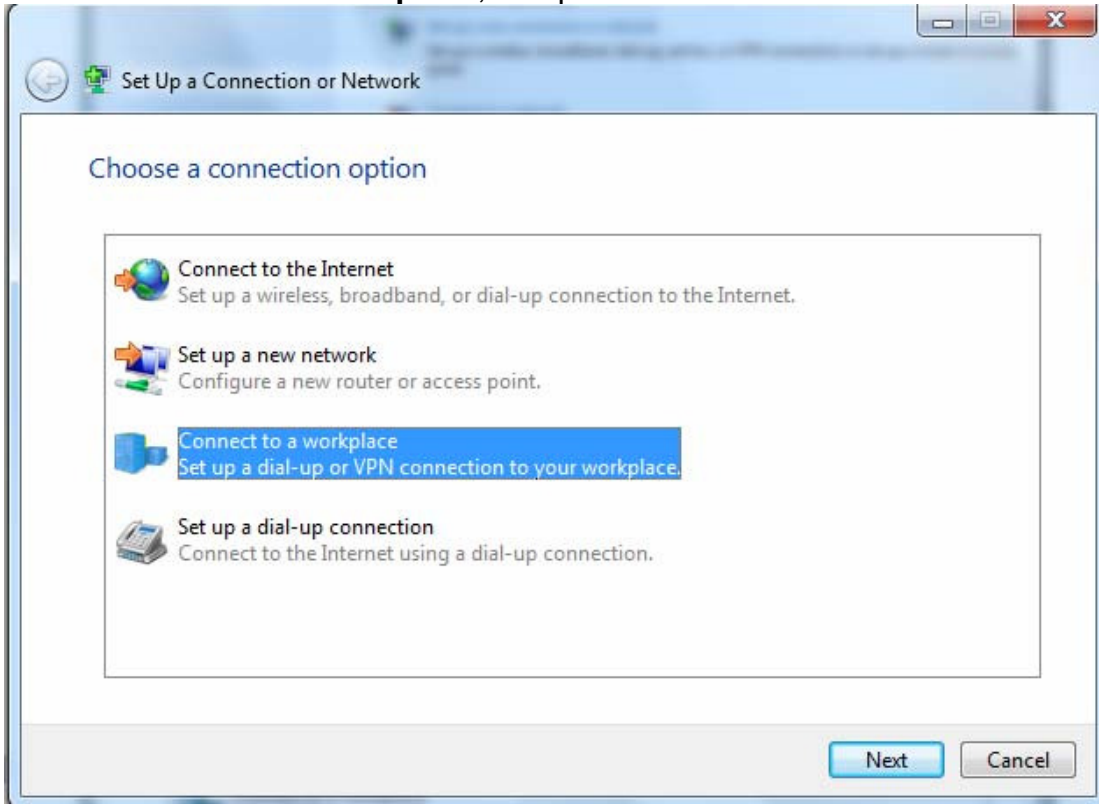 Set Up a Connection or Network
Choose a connection option
Connect to the Internet
Set up a wireless, broadband, or dial-up connection to the Internet.
Set up a new network
Configure a new router or access point.
Connect to a workplace
Set up a dial-up or VPN connection to your workplace.
Set up a dial-up connection
Connect to the Internet using a dial-up connection.
Next Cancel